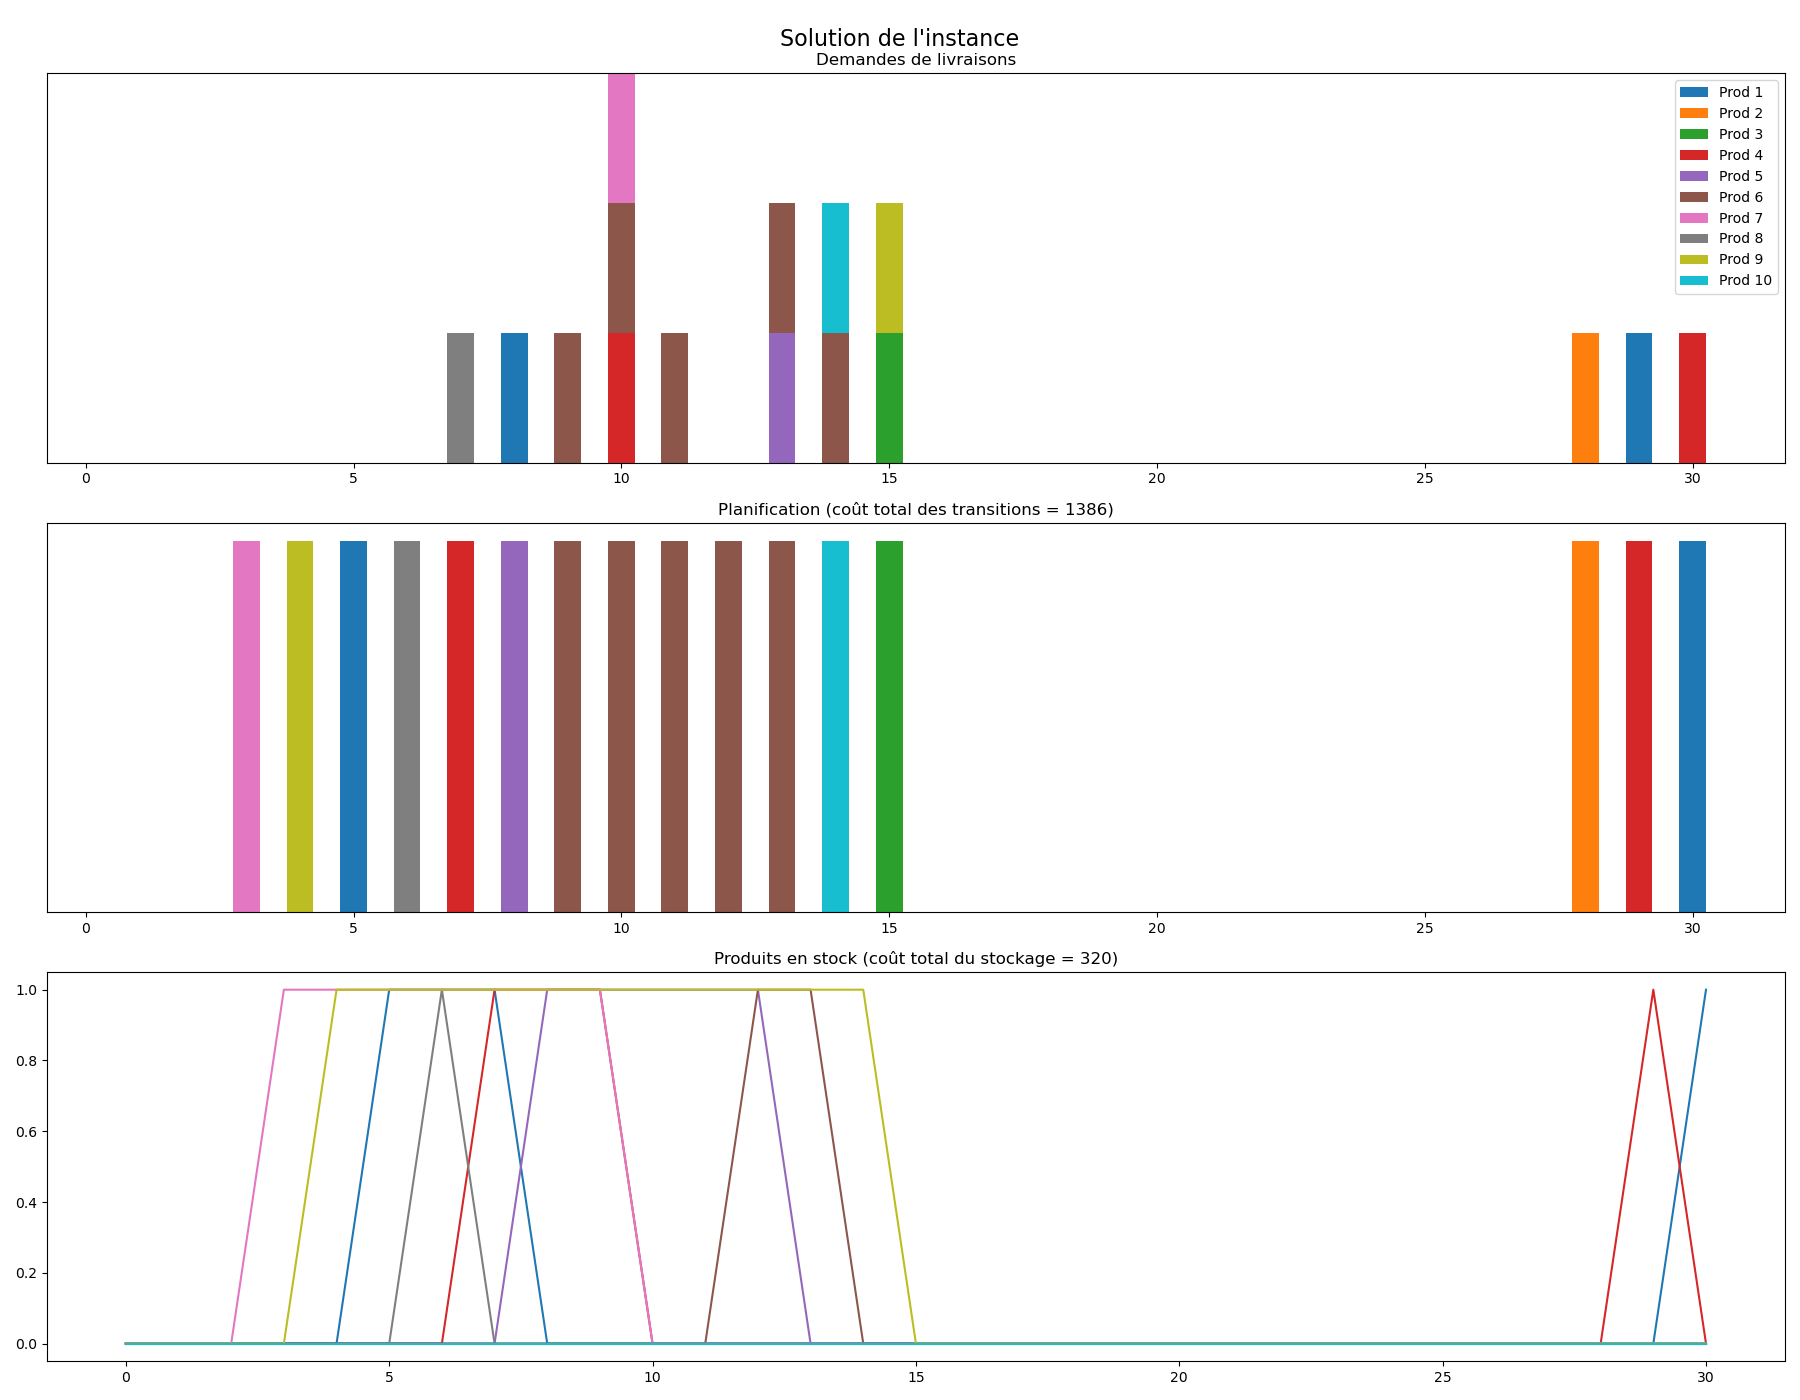 Solution de l'instance
Demandes de livraisons
Prod 1
Prod 2
Prod 3
Prod 4
Prod 5
Prod 6
Prod 7
Prod 8
Prod 9
Prod 10
0 5 10 15 20 25 30
Planification (coût total des transitions = 1386)
0 5 10 15 20 25 30
Produits en stock (coût total du stockage = 320)
1.0
0.8
0.6
0.4
0.2
0.0
0 5 10 15 20 25 30